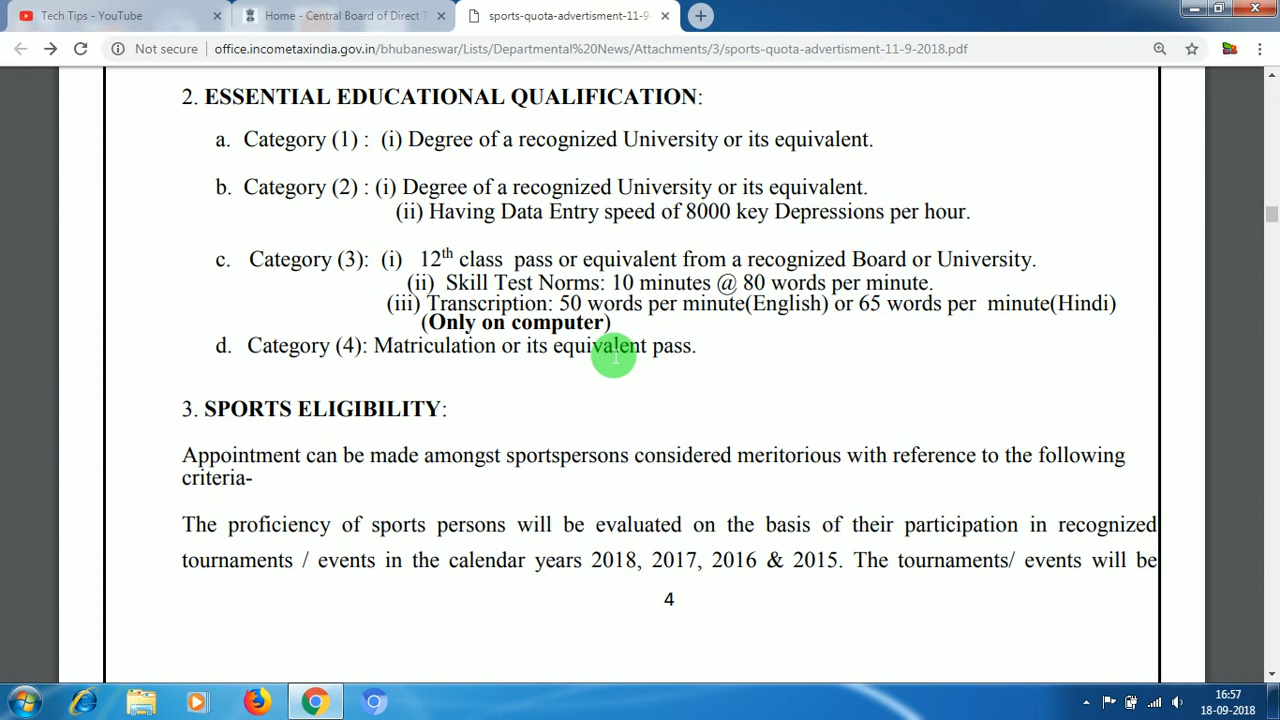 Tech Tips - YouTube
Home - Central Board of Direct T
sports-quota-advertisment-11-9-
Not secure
office.incometaxindia.gov.in/bhubaneswar/Lists/Departmental%20News/Attachments/3/sports-quota-advertisment-11-9-2018.pdf
2. ESSENTIAL EDUCATIONAL QUALIFICATION:
a. Category (1) : (i) Degree of a recognized University or its equivalent.
b. Category (2) : (i) Degree of a recognized University or its equivalent.
(ii) Having Data Entry speed of 8000 key Depressions per hour.
c. Category (3): (i) 12th class pass or equivalent from a recognized Board or University.
(ii) Skill Test Norms: 10 minutes @ 80 words per minute.
(iii) Transcription: 50 words per minute(English) or 65 words per minute(Hindi)
(Only on computer)
d. Category (4): Matriculation or its equivalent pass.
3. SPORTS ELIGIBILITY:
Appointment can be made amongst sportspersons considered meritorious with reference to the following
criteria-
The proficiency of sports persons will be evaluated on the basis of their participation in recognized
tournaments / events in the calendar years 2018, 2017, 2016 & 2015. The tournaments/ events will be
4
16:57
18-09-2018